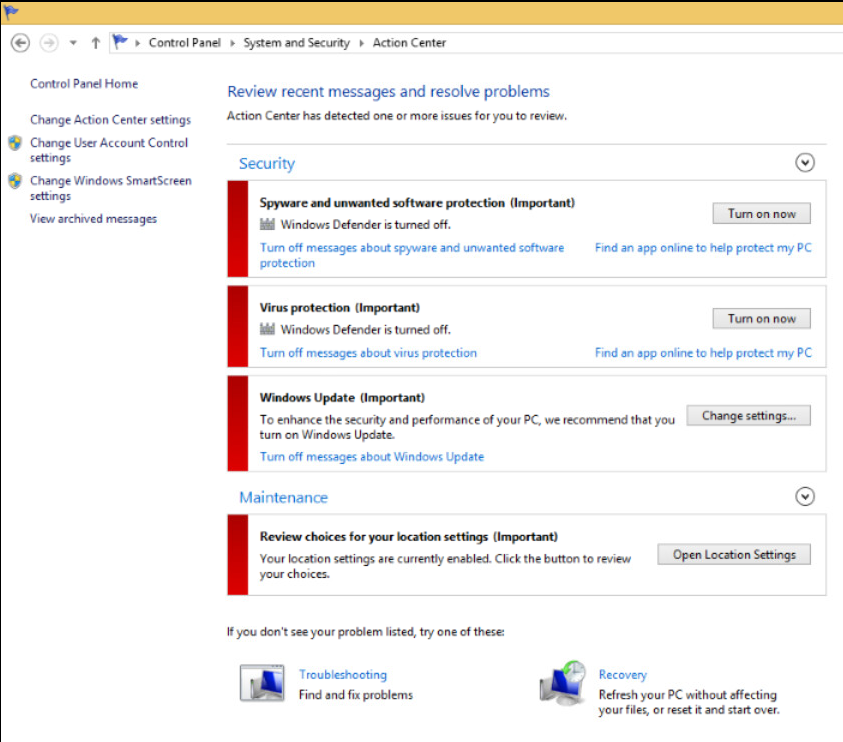 Control Panel System and Security Action Center
Control Panel Home
Change Action Center settings
Change User Account Control
settings
Change Windows SmartScreen
settings
View archived messages
Review recent messages and resolve problems
Action Center has detected one or more issues for you to review.
Security
Spyware and unwanted software protection (Important)
Windows Defender is turned off.
Turn on now
Turn off messages about spyware and unwanted software
protection
Find an app online to help protect my PC
Virus protection (Important)
Windows Defender is turned off.
Turn on now
Turn off messages about virus protection
Find an app online to help protect my PC
Windows Update (Important)
To enhance the security and performance of your PC, we recommend that you
turn on Windows Update.
Change settings...
Turn off messages about Windows Update
Maintenance
Review choices for your location settings (Important)
Your location settings are currently enabled. Click the button to review
your choices.
Open Location Settings
If you don't see your problem listed, try one of these:
Troubleshooting
Find and fix problems
Recovery
Refresh your PC without affecting
your files, or reset it and start over.